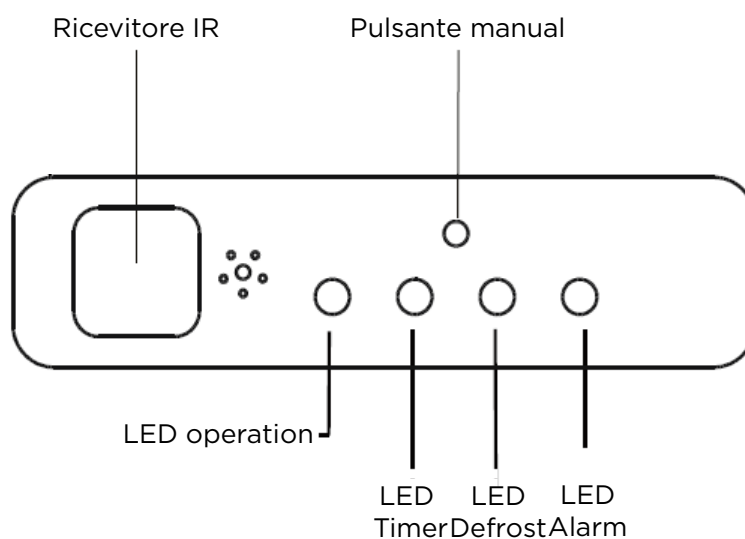 Ricevitore IR
Pulsante manual
LED operation
LED
Timer
LED
Defrost
LED
Alarm